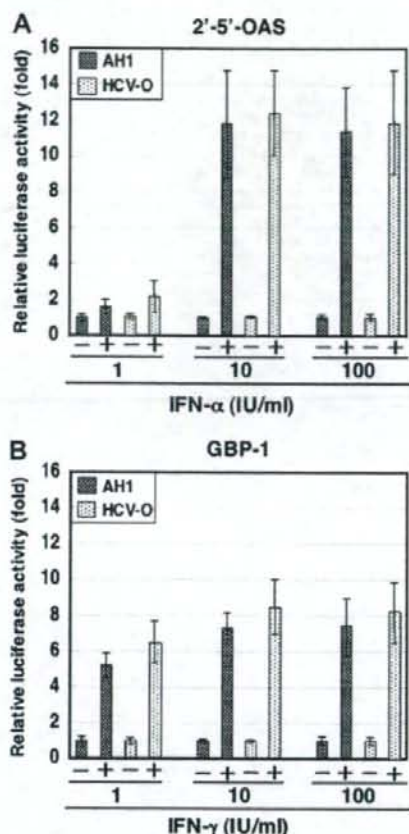 A
2'-5'-OAS
Relative luciferase activity (fold)
16
14
12
10
8
6
4
2
0
AH1
HCV-O
− + − + − + − + − + − +
1 10 100
IFN-α (IU/ml)
B
GBP-1
Relative luciferase activity (fold)
16
14
12
10
8
6
4
2
0
AH1
HCV-O
− + − + − + − + − + − +
1 10 100
IFN-γ (IU/ml)